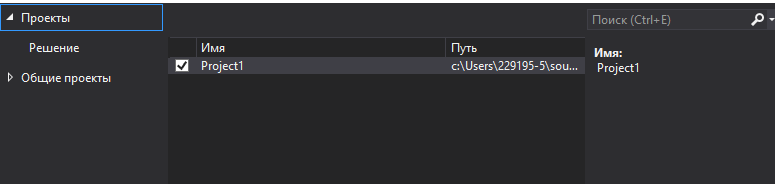 Проекты
Решение
Общие проекты
Имя Путь
Project1 c:\Users\229195-5\sou...
Поиск (Ctrl+E)
Имя:
Project1